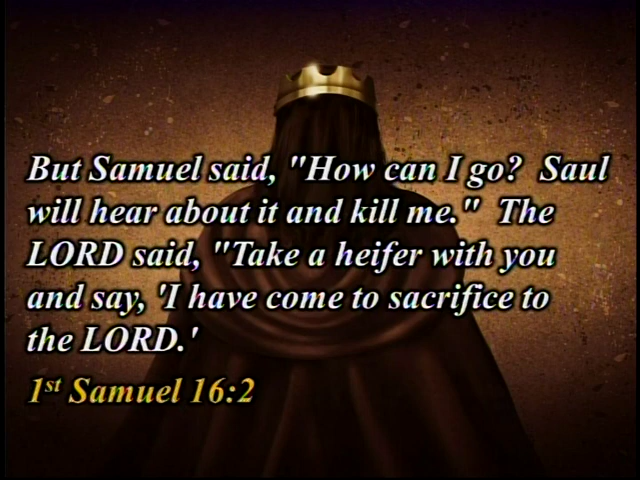 But Samuel said, "How can I go?  Saul
will hear about it and kill me."  The
LORD said, "Take a heifer with you
and say, 'I have come to sacrifice to
the LORD.'
1st Samuel 16:2